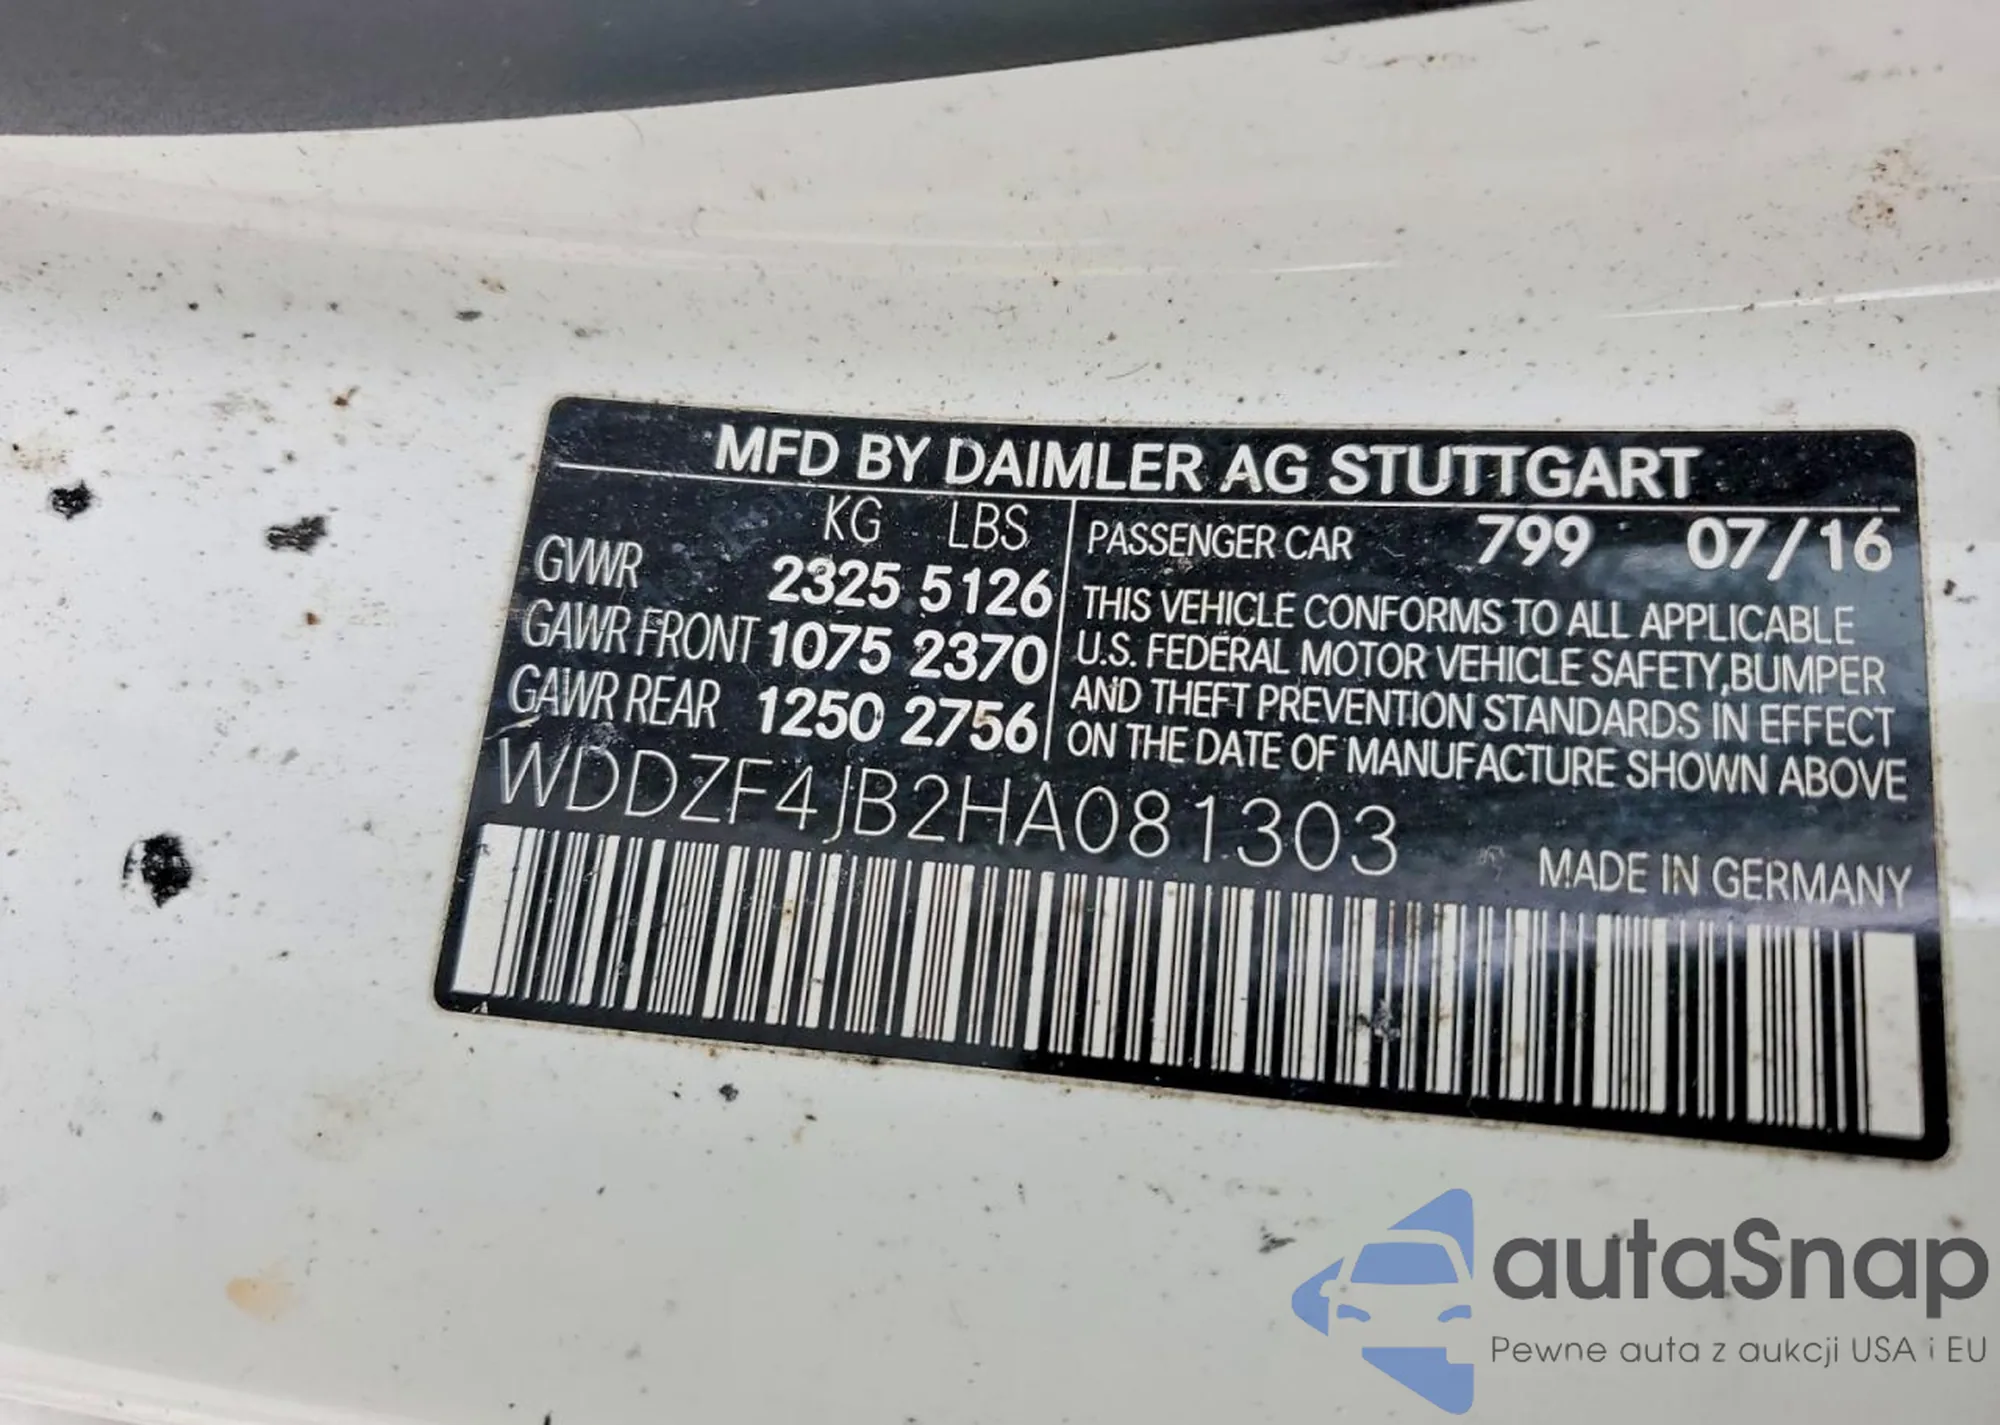 MFD BY DAIMLER AG STUTTGART
KG LBS
GVWR 2325 5126
GAWR FRONT 1075 2370
GAWR REAR 1250 2756
PASSENGER CAR 799 07/16
THIS VEHICLE CONFORMS TO ALL APPLICABLE
U.S. FEDERAL MOTOR VEHICLE SAFETY,BUMPER
AND THEFT PREVENTION STANDARDS IN EFFECT
ON THE DATE OF MANUFACTURE SHOWN ABOVE
WDDZF4JB2HA081303
MADE IN GERMANY
autaSnap
Pewne auta z aukcji USA i EU